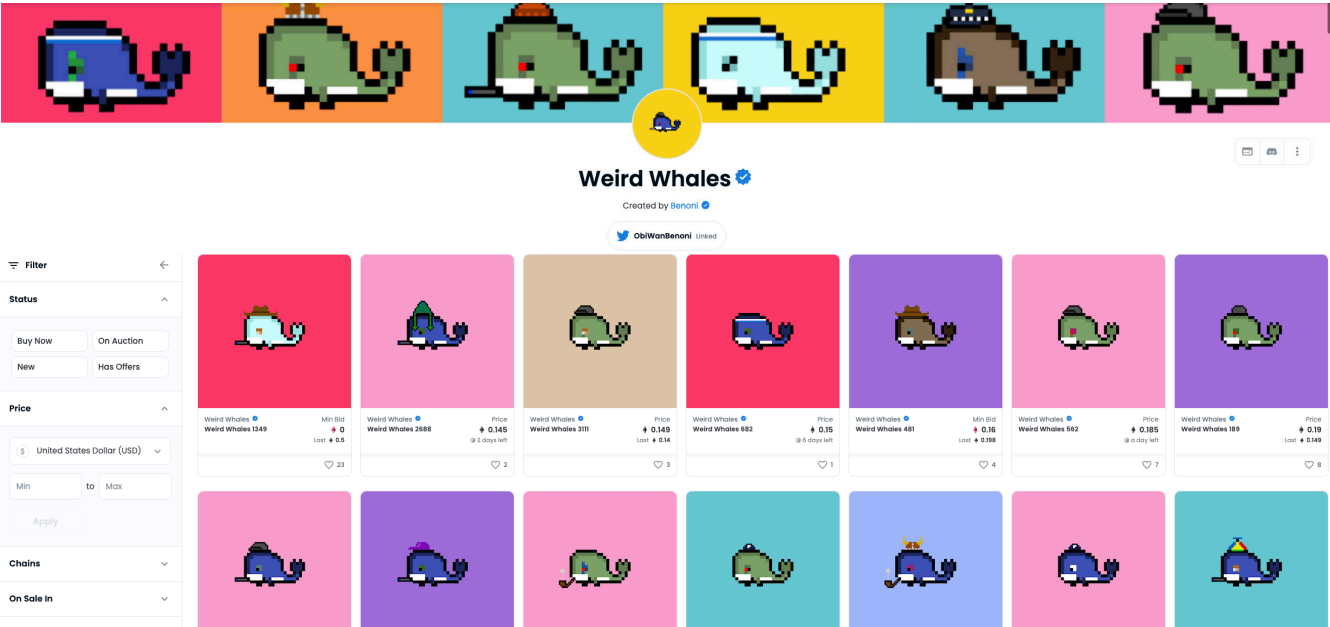 Weird Whales
Created by Benoni
ObiWanBenoni Linked
Filter
Status
Buy Now
On Auction
New
Has Offers
Price
$ United States Dollar (USD)
Min to Max
Apply
Chains
On Sale In
Weird Whales Min Bid
Weird Whales 1349 0
Last 0.5
23
Weird Whales Price
Weird Whales 2688 0.145
2 days left
2
Weird Whales Price
Weird Whales 3111 0.149
Last 0.14
3
Weird Whales Price
Weird Whales 682 0.15
6 days left
1
Weird Whales Min Bid
Weird Whales 481 0.16
Last 0.198
4
Weird Whales Price
Weird Whales 562 0.185
a day left
7
Weird Whales Price
Weird Whales 189 0.19
Last 0.149
8